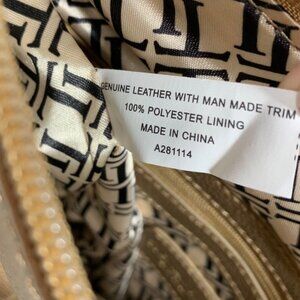 GENUINE LEATHER WITH MAN MADE TRIM
100% POLYESTER LINING
MADE IN CHINA
A281114